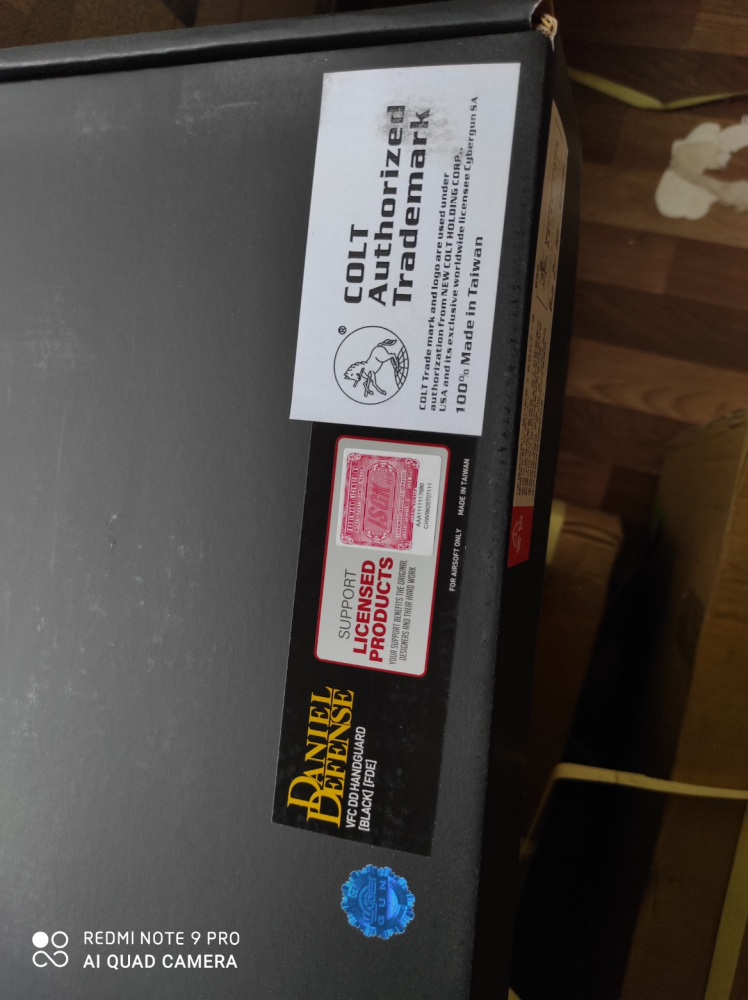 COLT
Authorized
Trademark
®
COLT Trade mark and logo are used under
authorization from NEW COLT HOLDING CORP.,
USA and its exclusive worldwide licensee Cybergun SA
100% Made in Taiwan
SUPPORT
LICENSED
PRODUCTS
YOUR SUPPORT BENEFITS THE ORIGINAL
DESIGNERS AND THEIR HARD WORK
FOR AIRSOFT ONLY MADE IN TAIWAN
DANIEL
DEFENSE
VFC DD HANDGUARD
[BLACK] [FDE]
GUN
REDMI NOTE 9 PRO
AI QUAD CAMERA